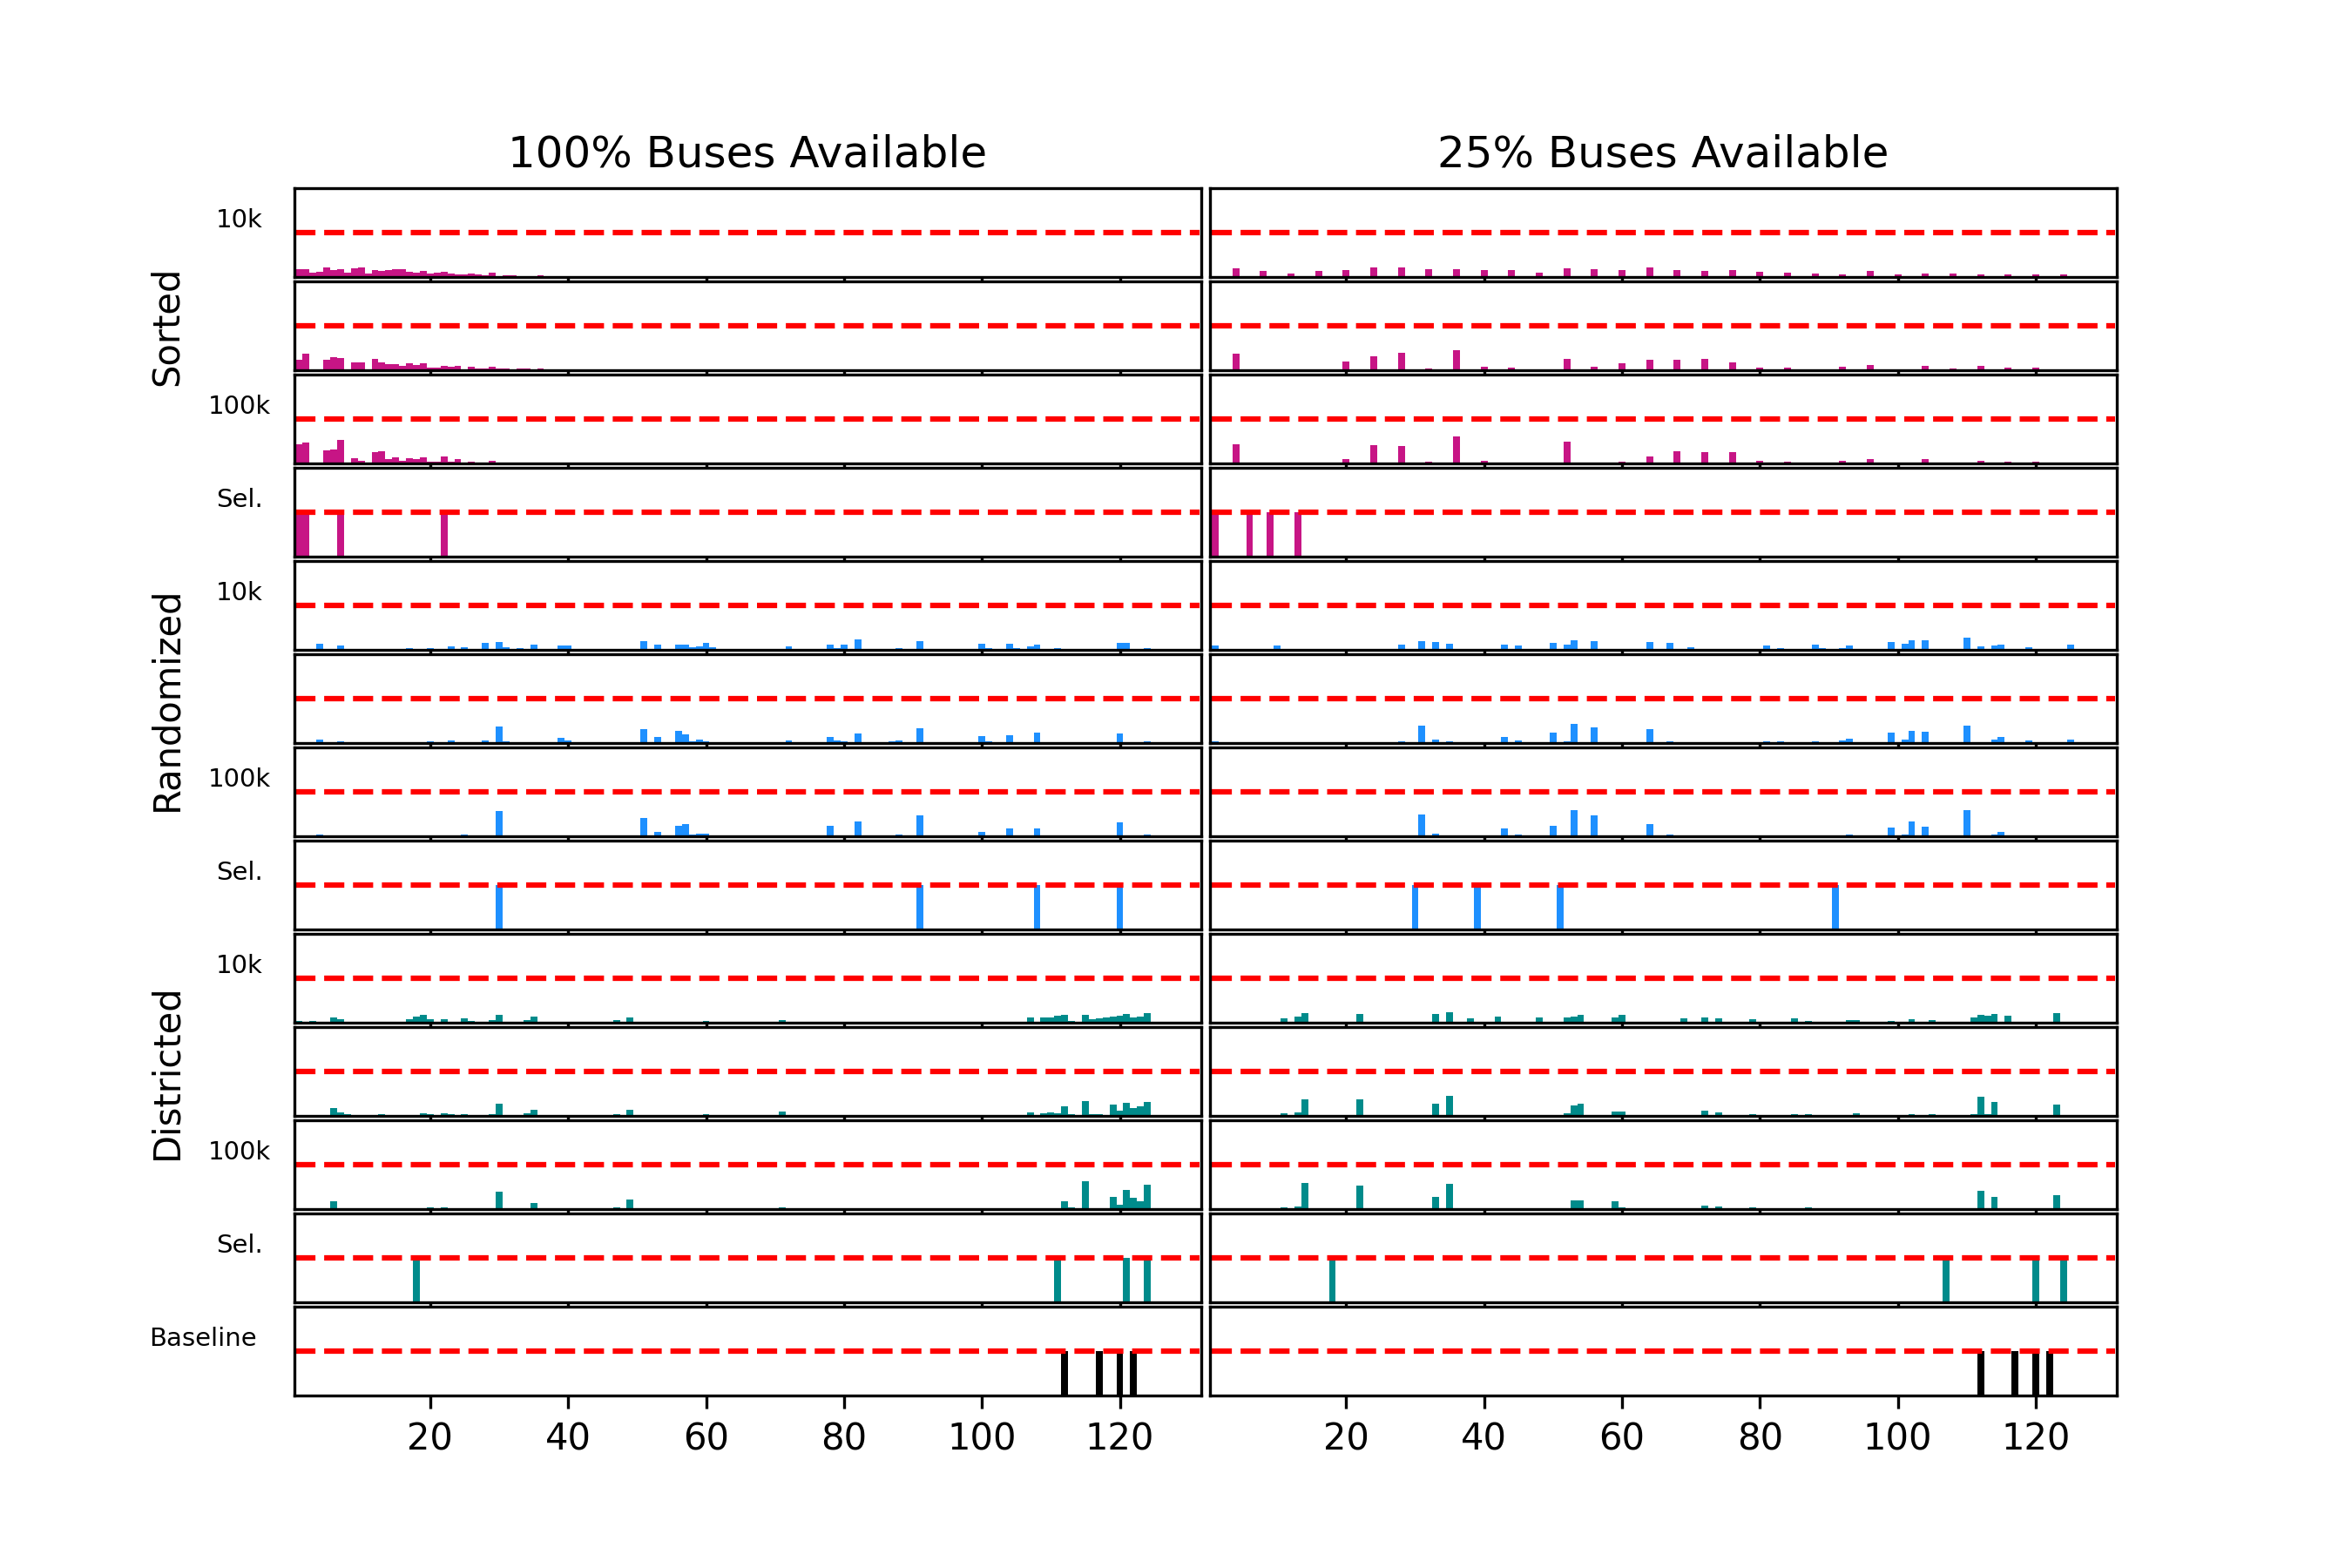 100% Buses Available
25% Buses Available
Sorted
10k
100k
Sel.
Randomized
10k
100k
Sel.
Districted
10k
100k
Sel.
Baseline
20 40 60 80 100 120
20 40 60 80 100 120